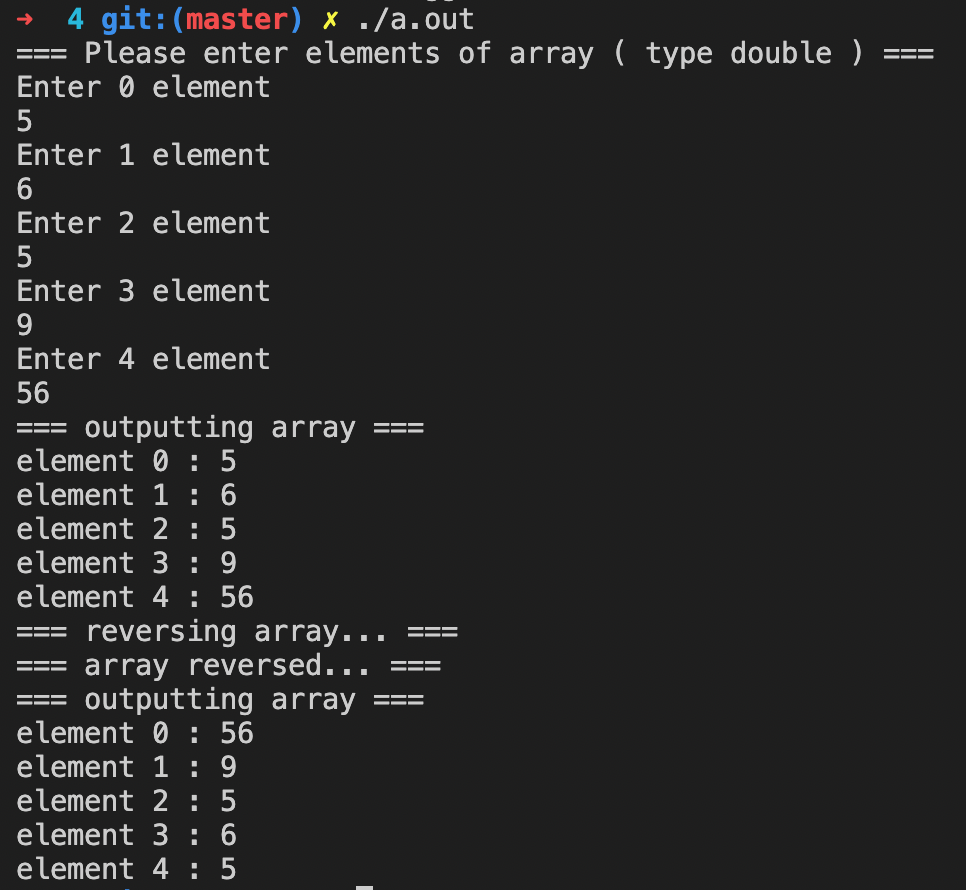 → 4 git:(master) ✗ ./a.out
=== Please enter elements of array ( type double ) ===
Enter 0 element
5
Enter 1 element
6
Enter 2 element
5
Enter 3 element
9
Enter 4 element
56
=== outputting array ===
element 0 : 5
element 1 : 6
element 2 : 5
element 3 : 9
element 4 : 56
=== reversing array... ===
=== array reversed... ===
=== outputting array ===
element 0 : 56
element 1 : 9
element 2 : 5
element 3 : 6
element 4 : 5